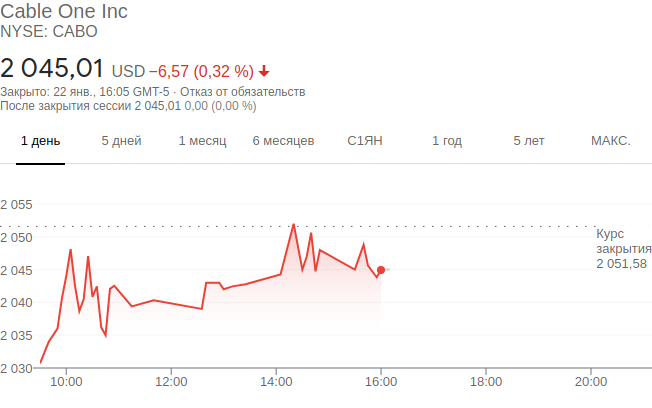 Cable One Inc
NYSE: CABO
2 045,01 USD −6,57 (0,32 %)
Закрыто: 22 янв., 16:05 GMT-5 · Отказ от обязательств
После закрытия сессии 2 045,01 0,00 (0,00 %)
1 день 5 дней 1 месяц 6 месяцев С1ЯН 1 год 5 лет МАКС.
2 055
2 050
Курс
закрытия
2 051,58
2 045
2 040
2 035
2 030
10:00 12:00 14:00 16:00 18:00 20:00